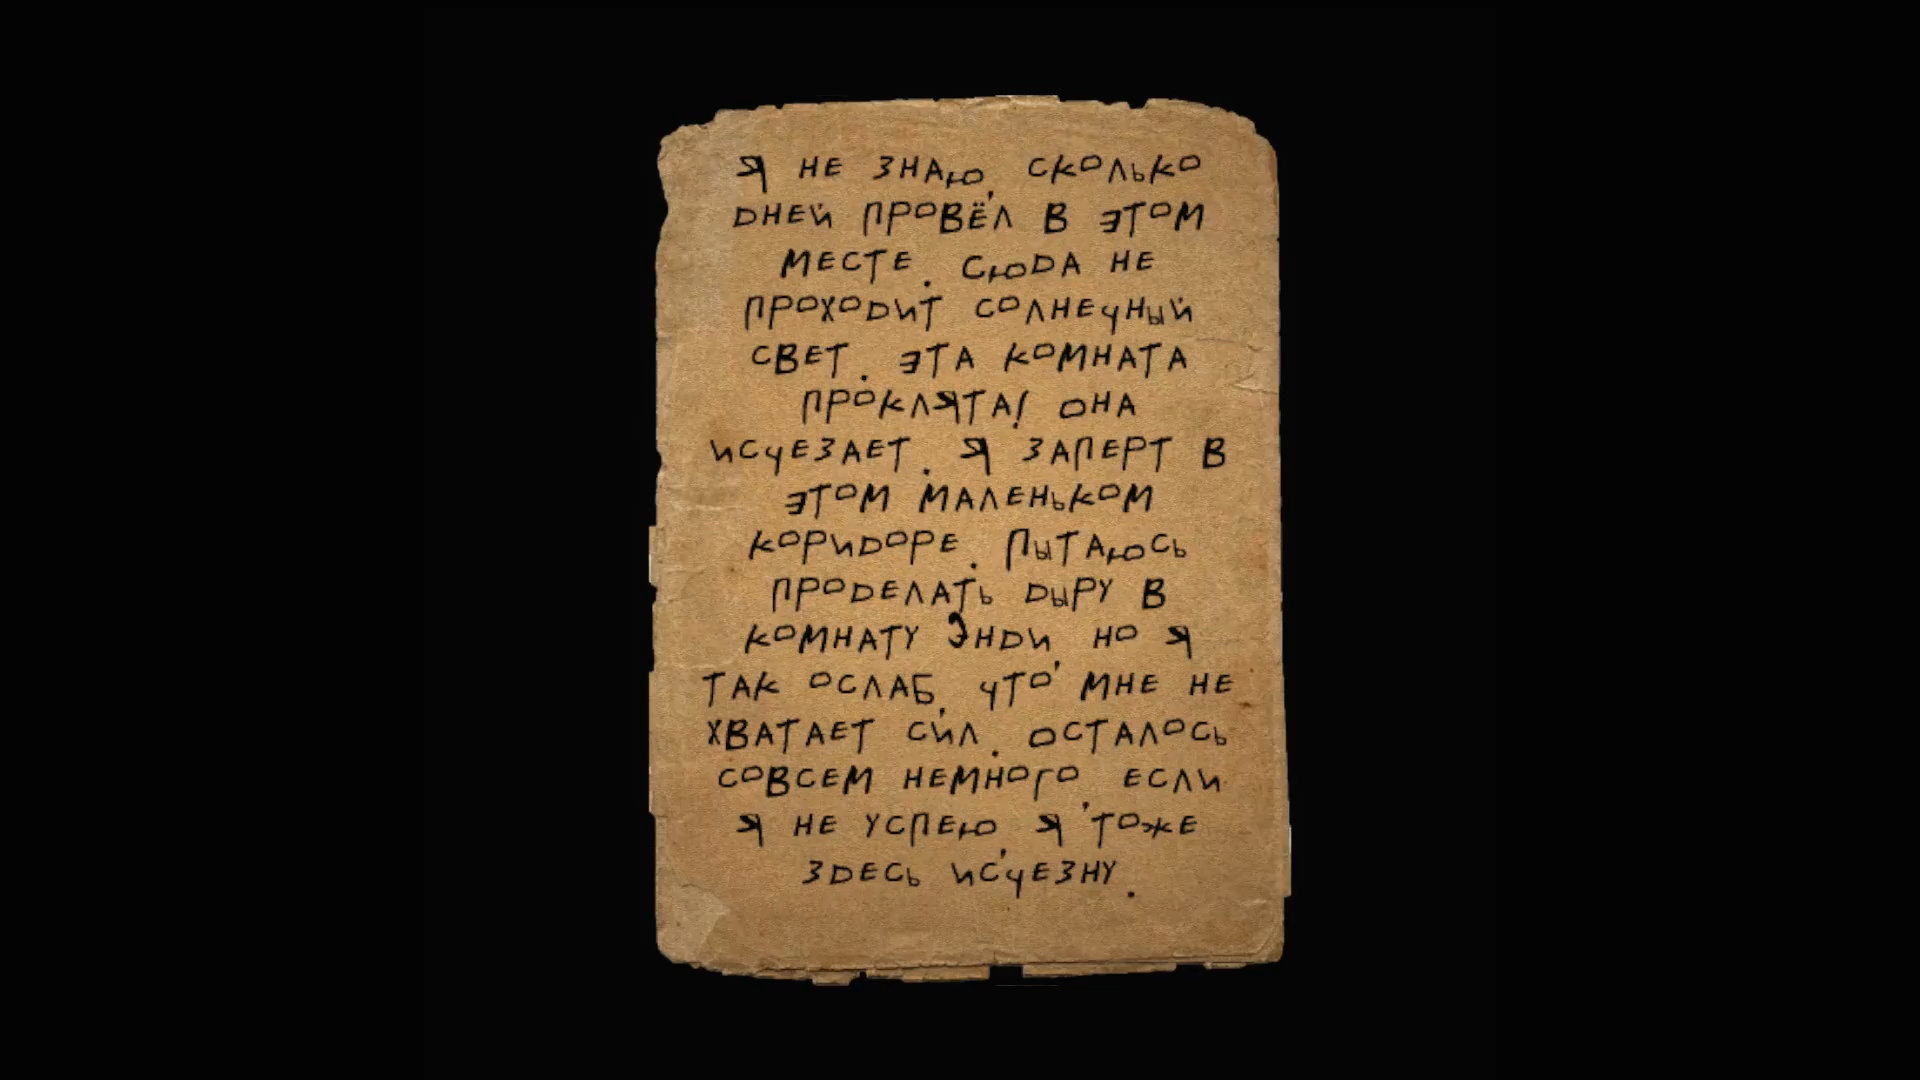 Я НЕ ЗНАЮ, СКОЛЬКО
ДНЕЙ ПРОВЁЛ В ЭТОМ
МЕСТЕ. СЮДА НЕ
ПРОХОДИТ СОЛНЕЧНЫЙ
СВЕТ. ЭТА КОМНАТА
ПРОКЛЯТА! ОНА
ИСЧЕЗАЕТ. Я ЗАПЕРТ В
ЭТОМ МАЛЕНЬКОМ
КОРИДОРЕ. ПЫТАЮСЬ
ПРОДЕЛАТЬ ДЫРУ В
КОМНАТУ ЭНДИ, НО Я
ТАК ОСЛАБ, ЧТО МНЕ НЕ
ХВАТАЕТ СИЛ. ОСТАЛОСЬ
СОВСЕМ НЕМНОГО, ЕСЛИ
Я НЕ УСПЕЮ, Я ТОЖЕ
ЗДЕСЬ ИСЧЕЗНУ.